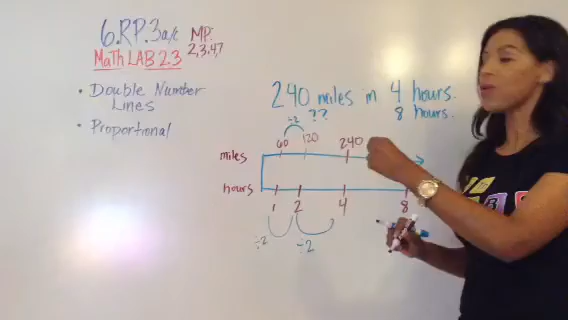 6.RP.3a/c MP:
2,3,4,7
Math LAB 2.3
• Double Number
Lines
• Proportional
240 miles in 4 hours.
?? 8 hours.
÷2
60 120 240
miles
hours
1 2 4 8
÷2 ÷2